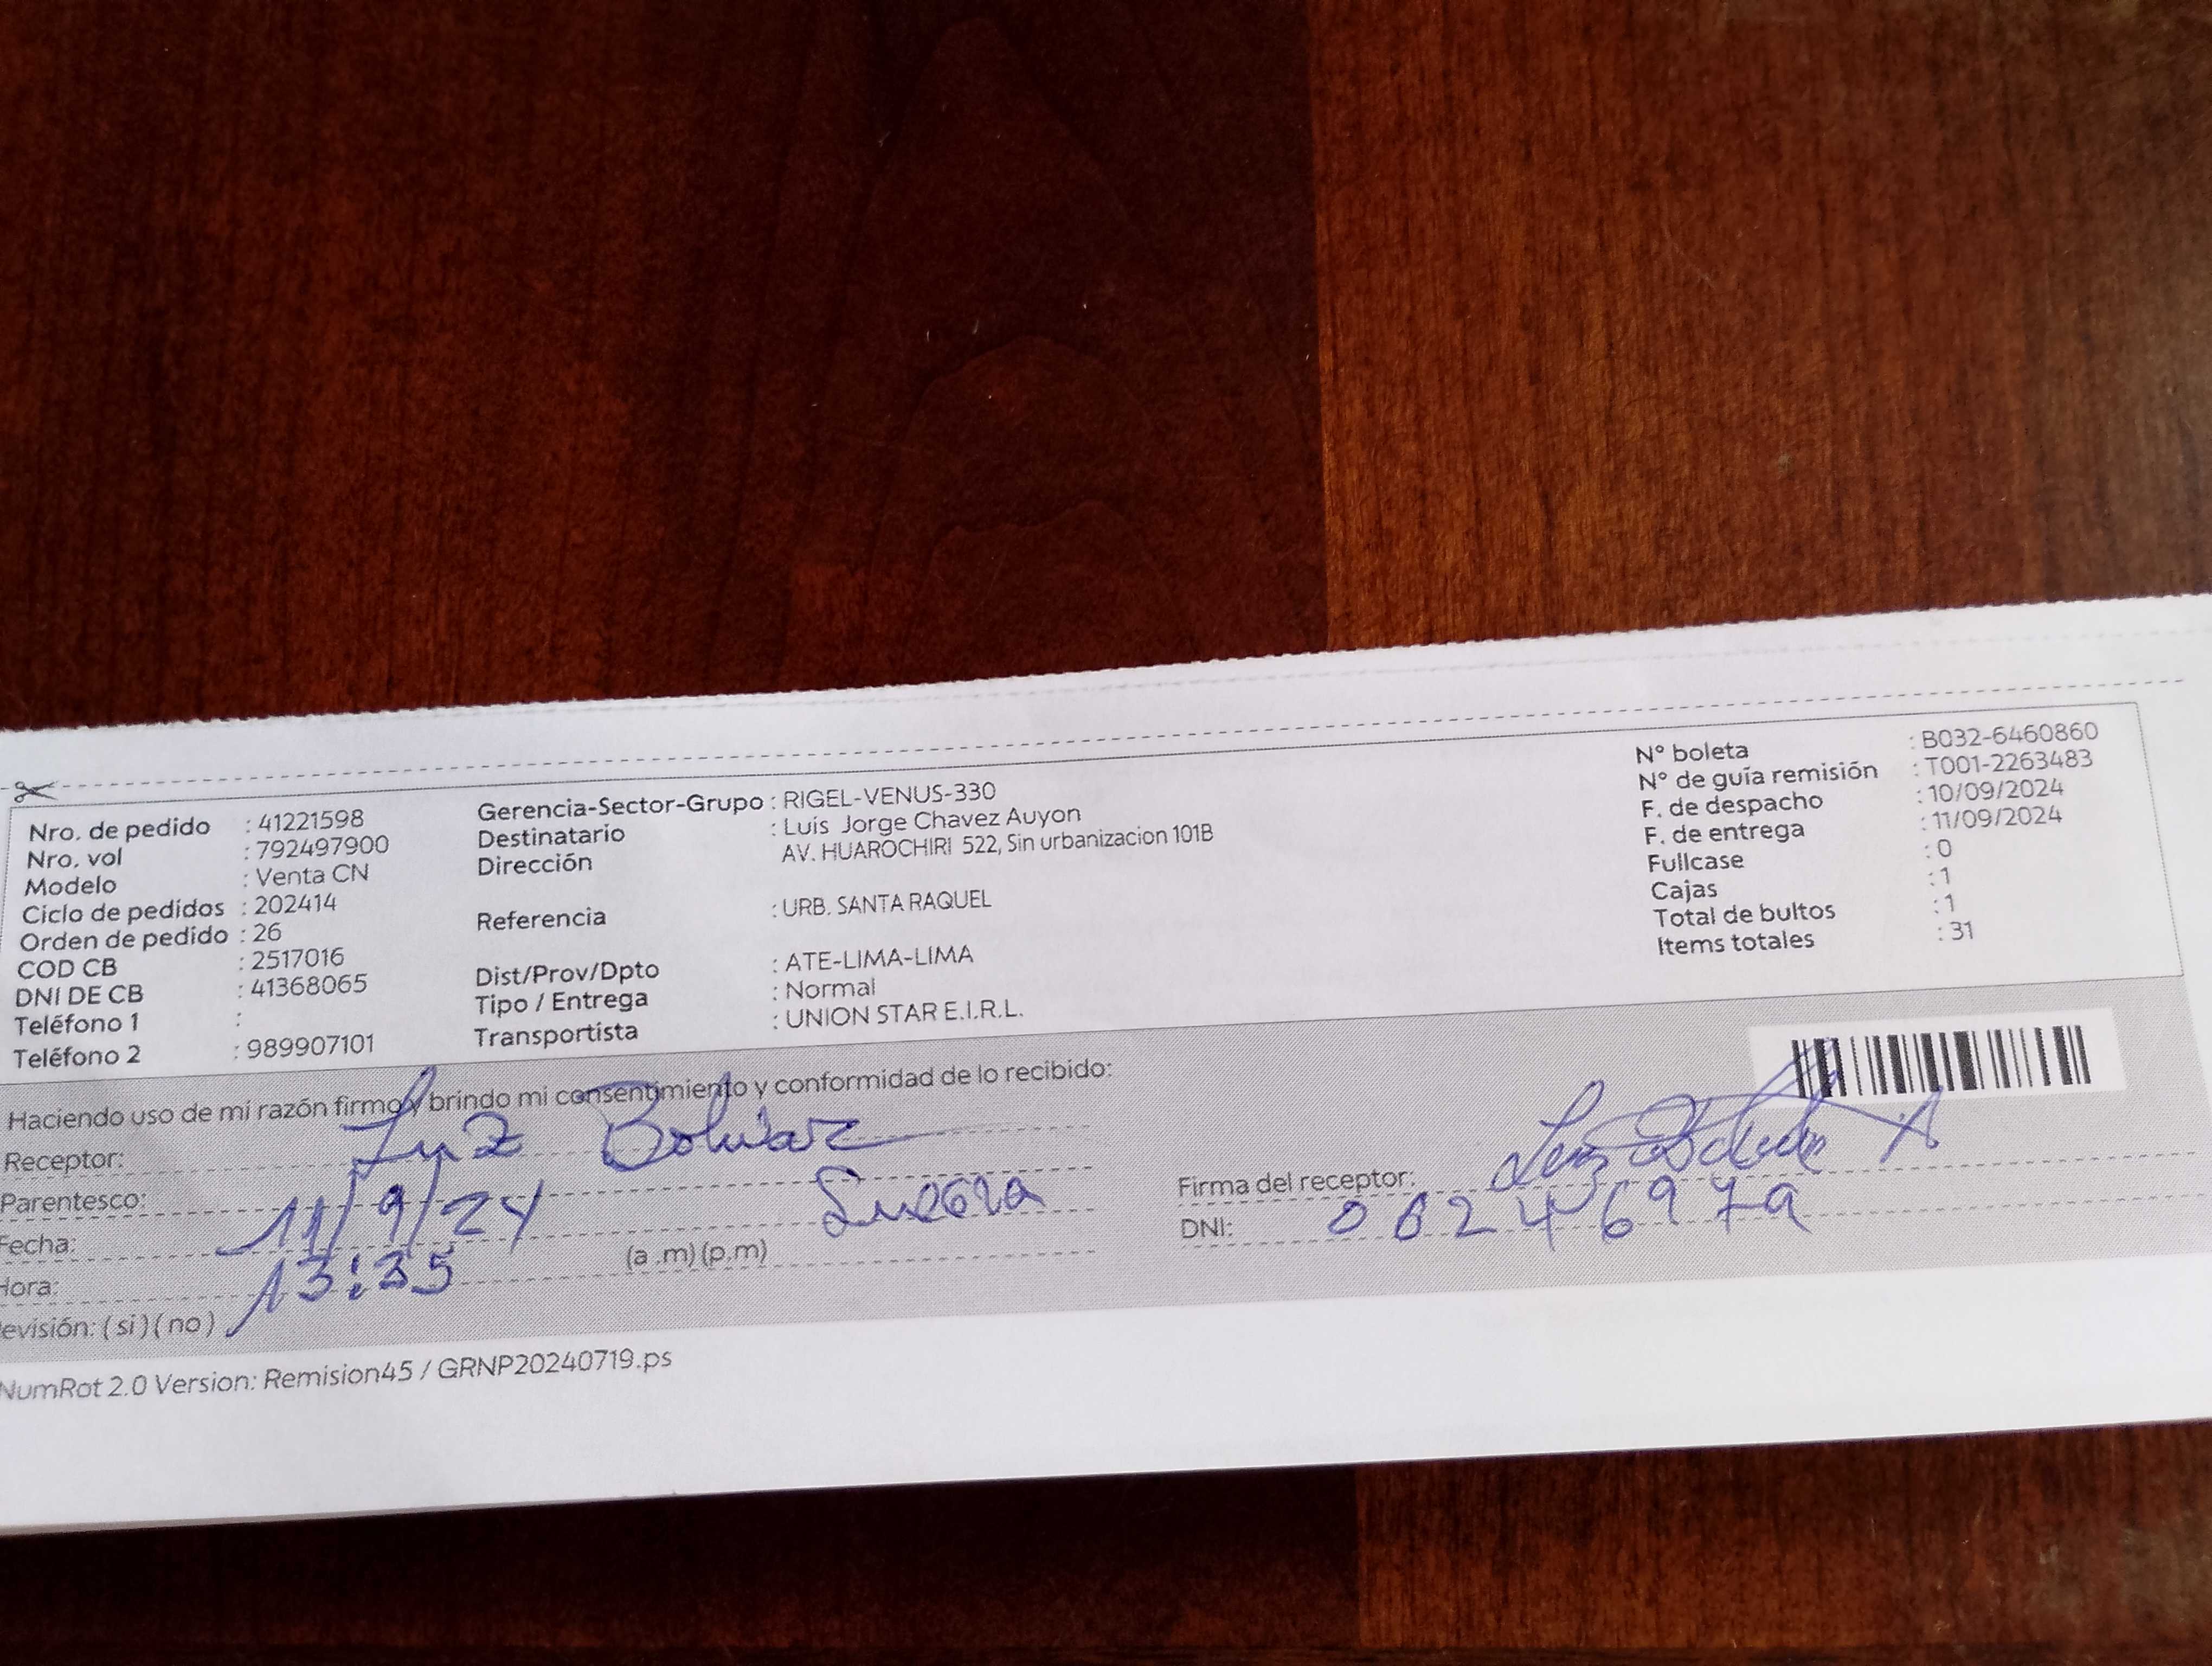 Nro. de pedido : 41221598
Nro. vol : 792497900
Modelo : Venta CN
Ciclo de pedidos : 202414
Orden de pedido : 26
COD CB : 2517016
DNI DE CB : 41368065
Teléfono 1 :
Teléfono 2 : 989907101
Gerencia-Sector-Grupo : RIGEL-VENUS-330
Destinatario : Luis Jorge Chavez Auyon
Dirección AV. HUAROCHIRI 522, Sin urbanizacion 101B
Referencia : URB. SANTA RAQUEL
Dist/Prov/Dpto : ATE-LIMA-LIMA
Tipo / Entrega : Normal
Transportista : UNION STAR E.I.R.L.
N° boleta : B032-6460860
N° de guía remisión : T001-2263483
F. de despacho : 10/09/2024
F. de entrega : 11/09/2024
Fullcase : 0
Cajas : 1
Total de bultos : 1
Items totales : 31
Haciendo uso de mi razón firmo y brindo mi consentimiento y conformidad de lo recibido:
Receptor: Luz Bolivar
Parentesco: Suegra
Fecha: 11/9/24
Hora: 13:35 (a.m)(p.m)
evisión: (si)(no)
Firma del receptor:
DNI:
NumRot 2.0 Version: Remision45 / GRNP20240719.ps